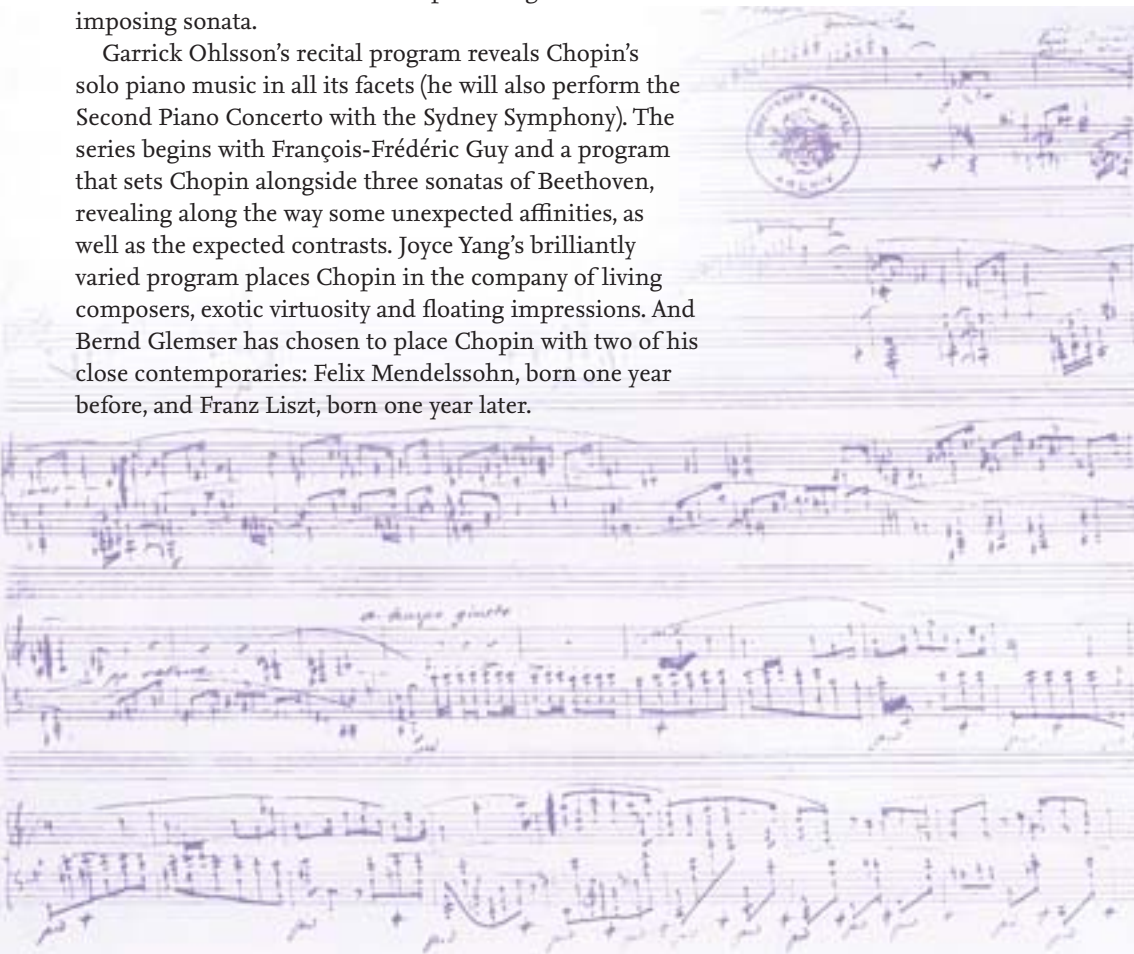 imposing sonata.
Garrick Ohlsson’s recital program reveals Chopin’s
solo piano music in all its facets (he will also perform the
Second Piano Concerto with the Sydney Symphony). The
series begins with François-Frédéric Guy and a program
that sets Chopin alongside three sonatas of Beethoven,
revealing along the way some unexpected affinities, as
well as the expected contrasts. Joyce Yang’s brilliantly
varied program places Chopin in the company of living
composers, exotic virtuosity and floating impressions. And
Bernd Glemser has chosen to place Chopin with two of his
close contemporaries: Felix Mendelssohn, born one year
before, and Franz Liszt, born one year later.